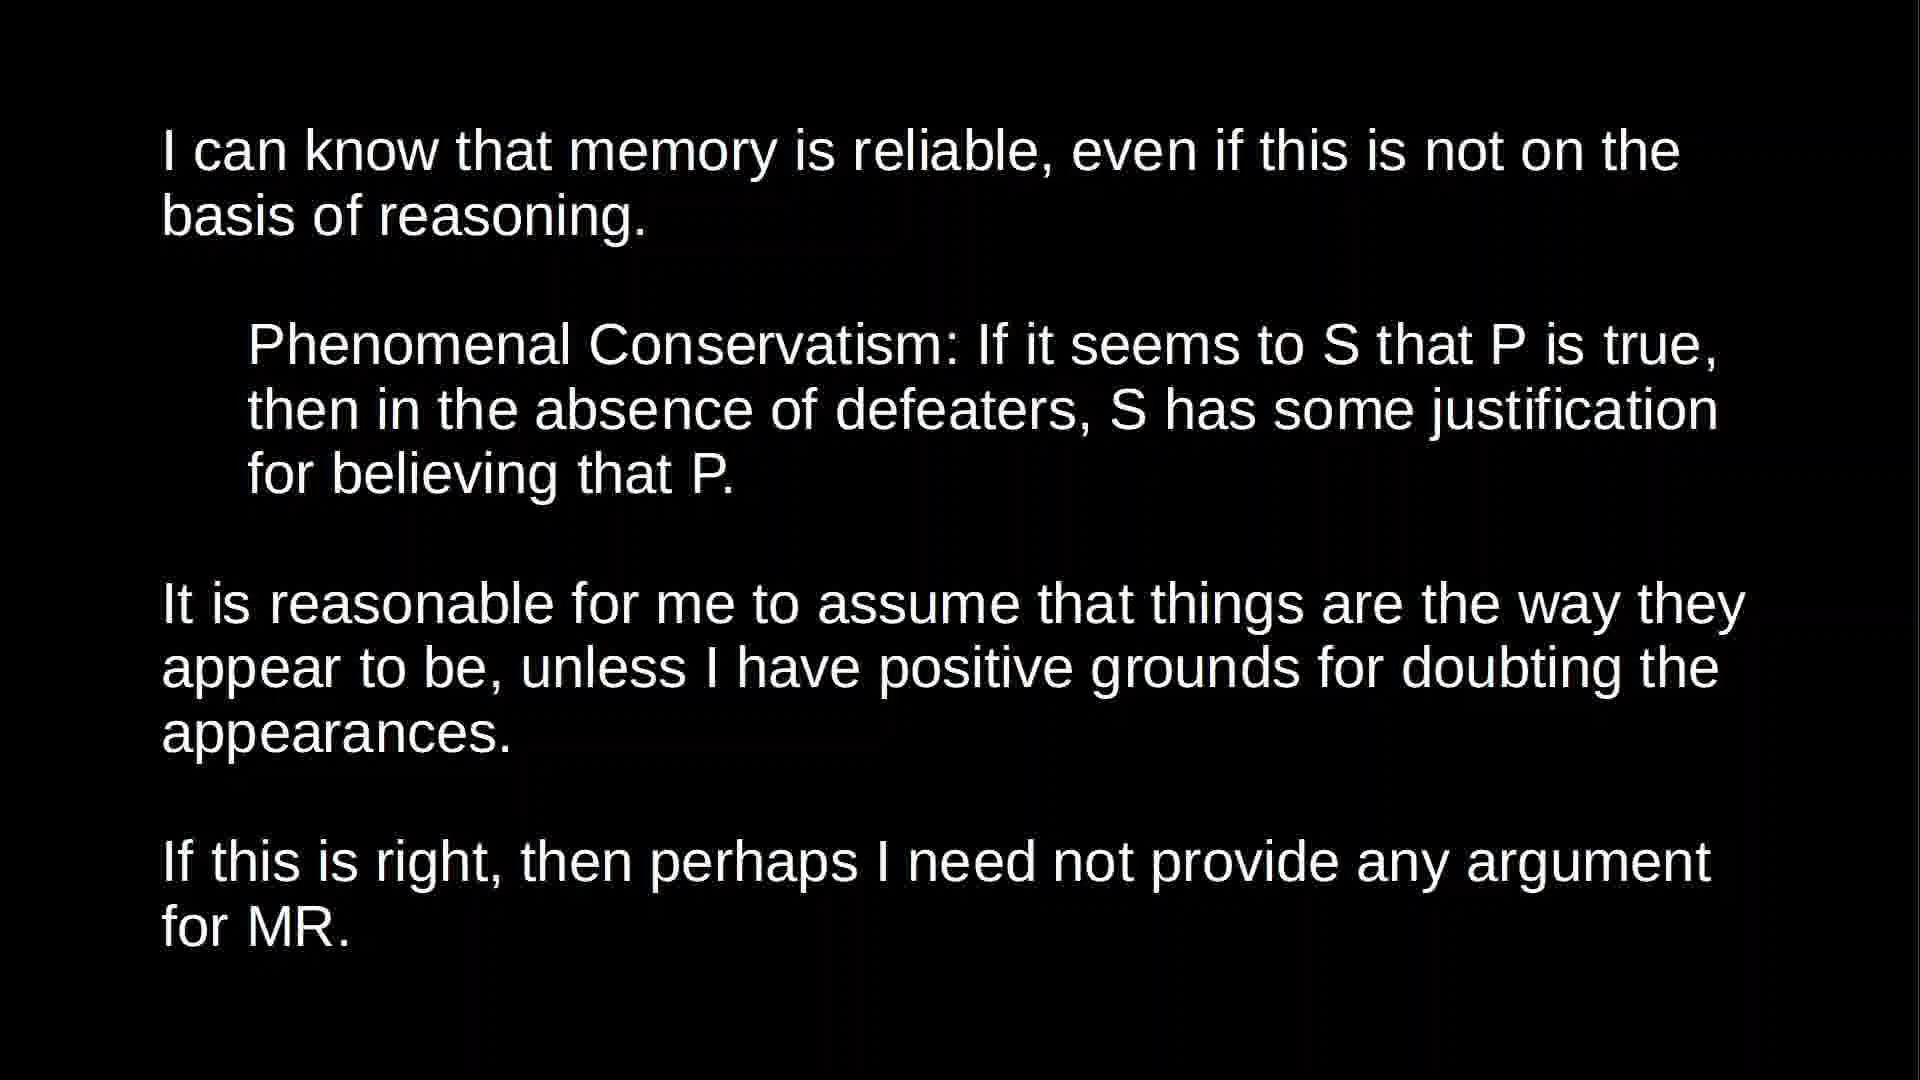 I can know that memory is reliable, even if this is not on the
basis of reasoning.
Phenomenal Conservatism: If it seems to S that P is true,
then in the absence of defeaters, S has some justification
for believing that P.
It is reasonable for me to assume that things are the way they
appear to be, unless I have positive grounds for doubting the
appearances.
If this is right, then perhaps I need not provide any argument
for MR.